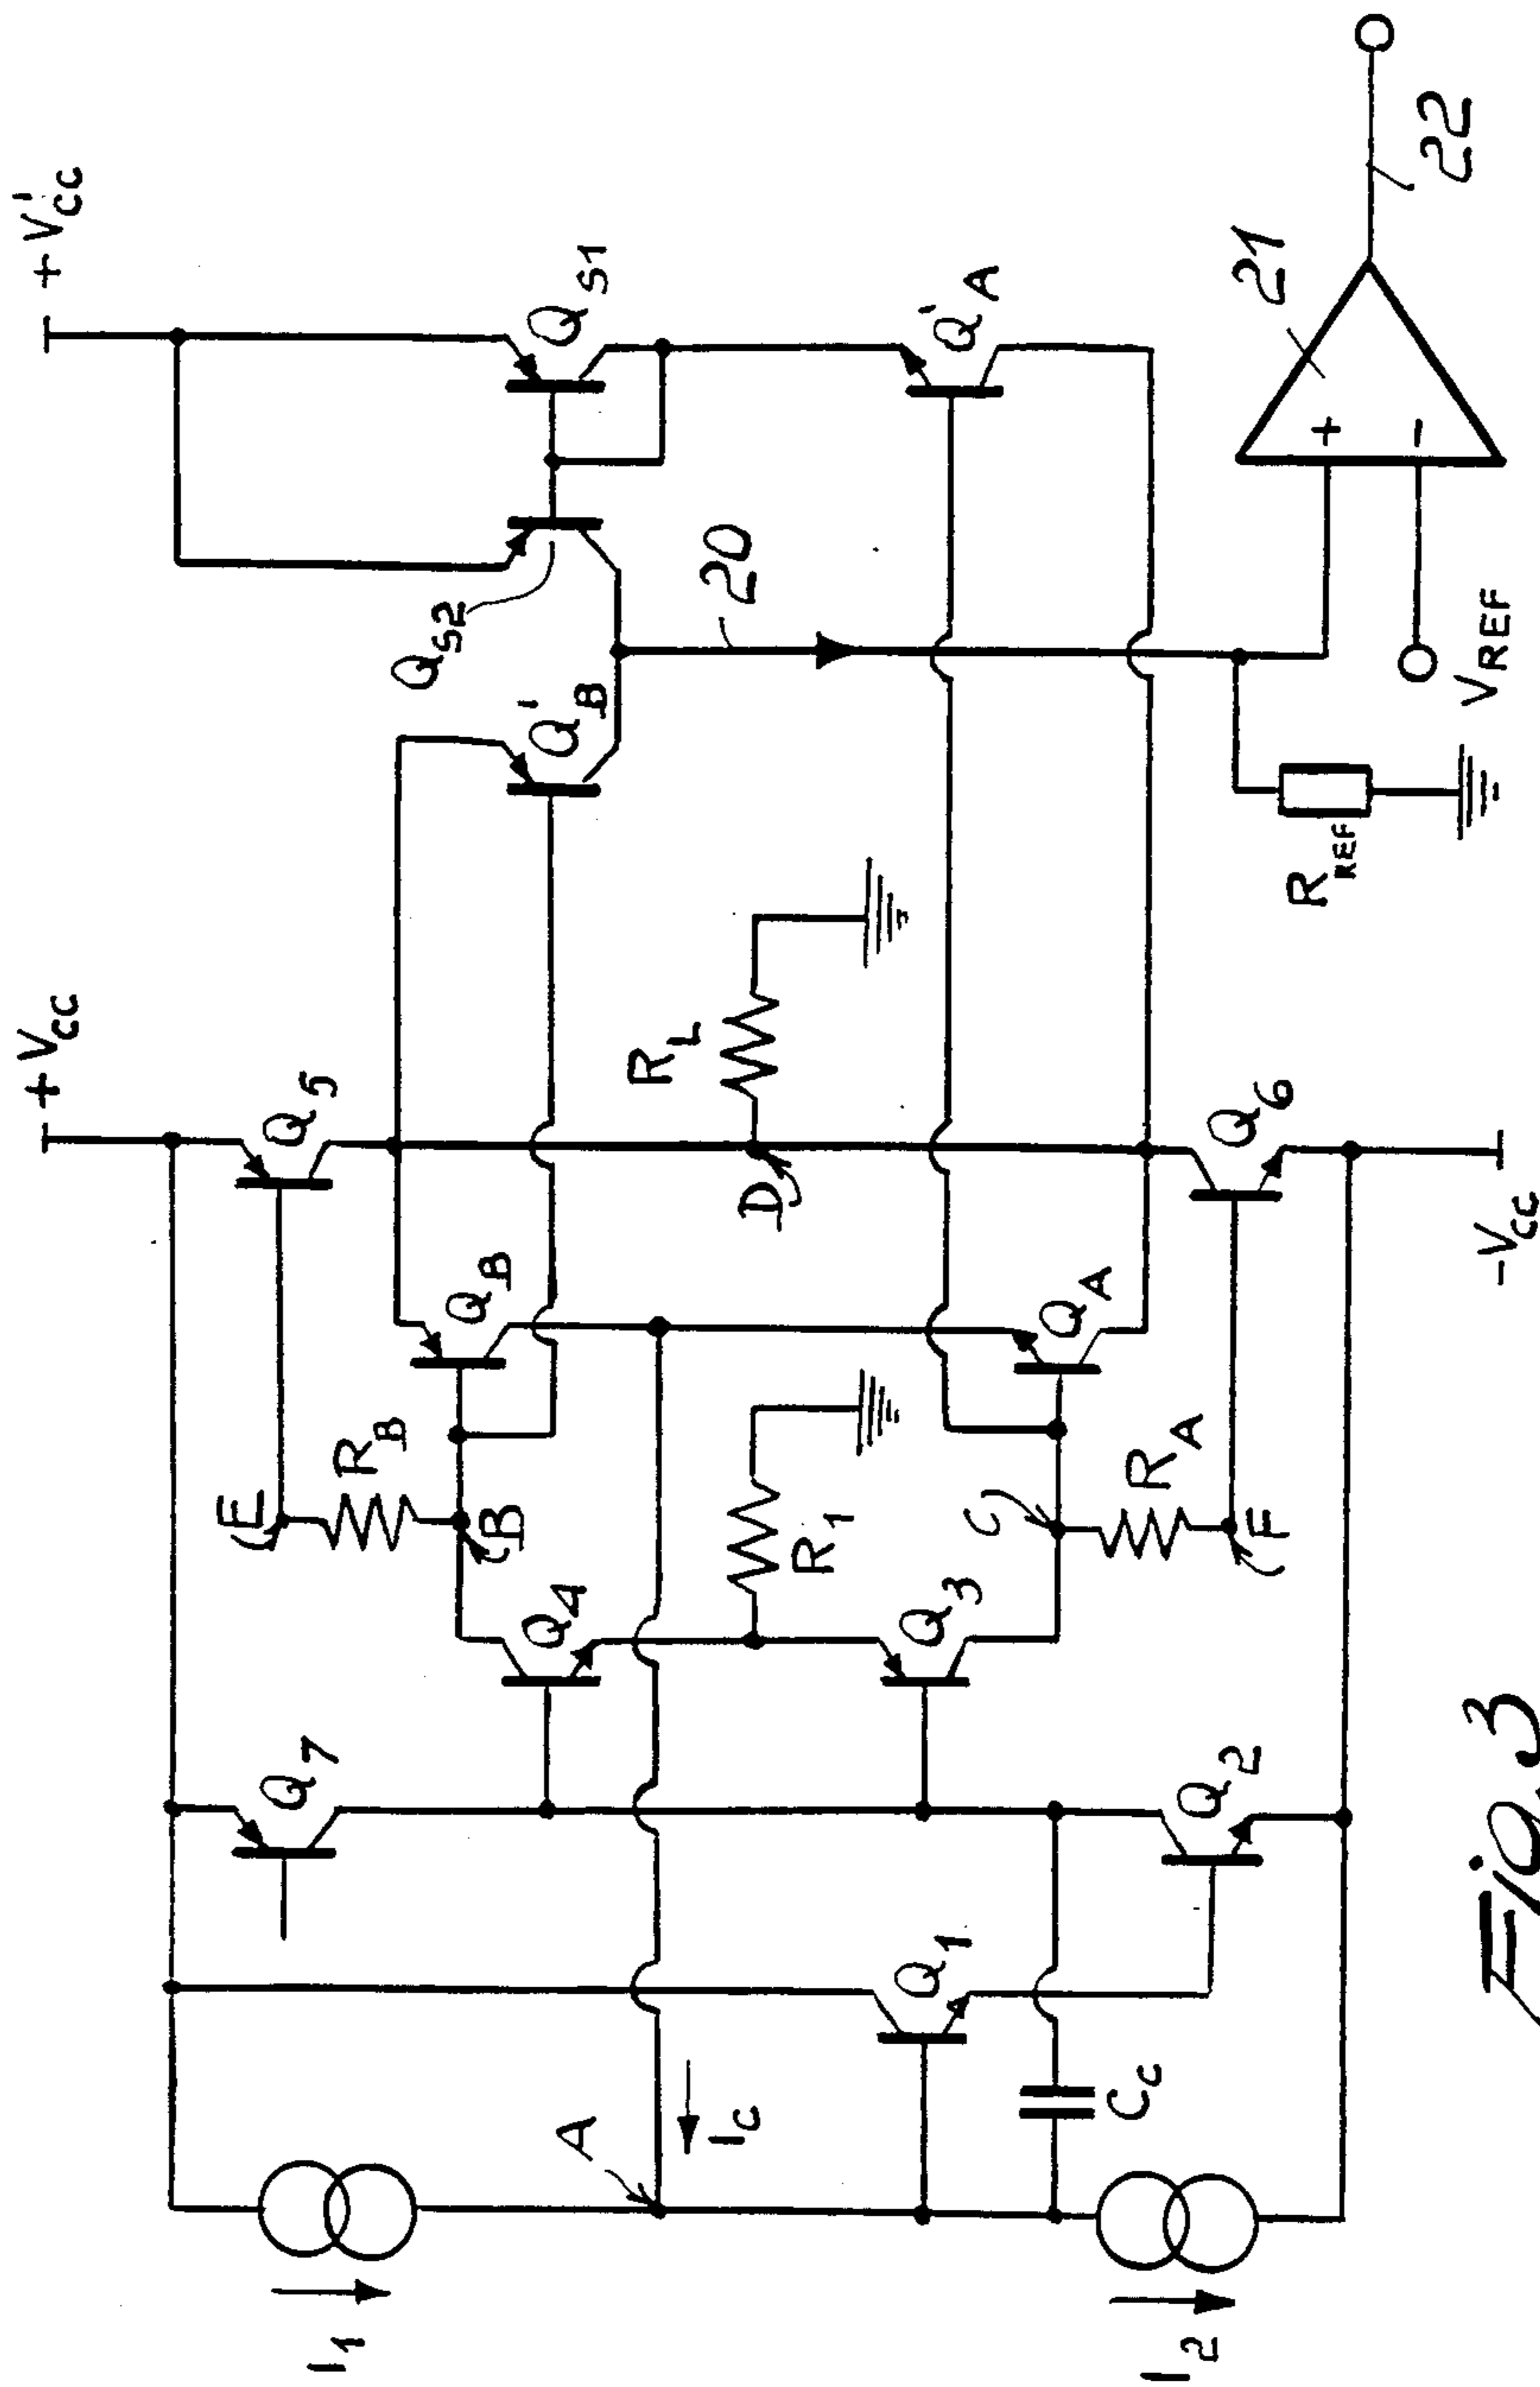 + V'CC
+ VCC
QS1
QS2
Q'B
Q'A
20
21
22
+
-
VREF
RREF
RL
D
Q5
Q6
-VCC
QB
QA
E
RB
B
C
RA
F
Q4
R1
Q3
Q7
Q2
Q1
A
IC
CC
I1
I2
Fig.3